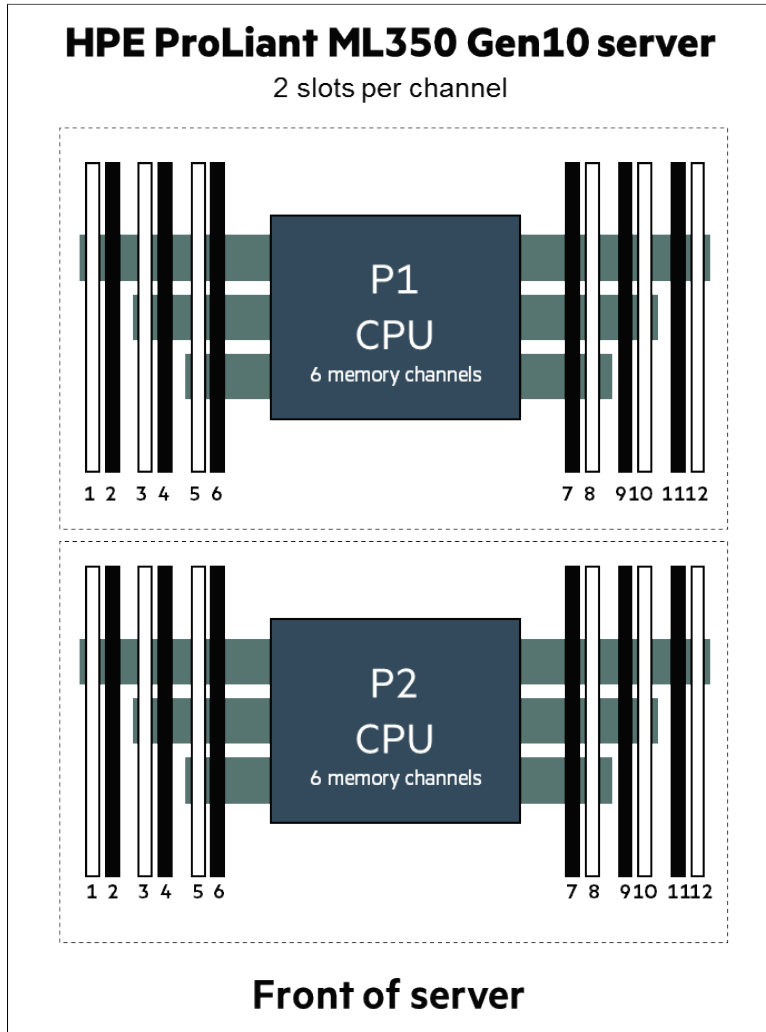 HPE ProLiant ML350 Gen10 server
2 slots per channel
P1
CPU
6 memory channels
1 2 3 4 5 6 7 8 9 10 11 12
P2
CPU
6 memory channels
1 2 3 4 5 6 7 8 9 10 11 12
Front of server